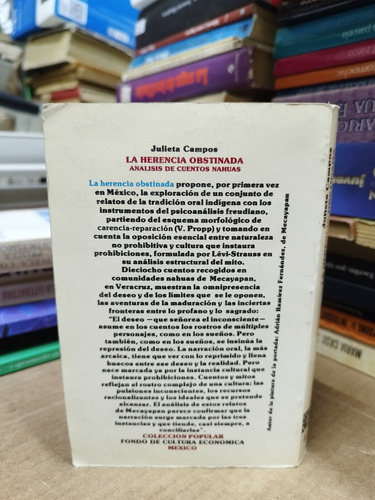 Julieta Campos
LA HERENCIA OBSTINADA
ANALISIS DE CUENTOS NAHUAS
La herencia obstinada propone, por primera vez
en México, la exploración de un conjunto de
relatos de la tradición oral indígena con los
instrumentos del psicoanálisis freudiano,
partiendo del esquema morfológico de
carencia-reparación (V. Propp) y tomando en
cuenta la oposición esencial entre naturaleza
no prohibitiva y cultura que instaura
prohibiciones, formulada por Lévi-Strauss en
su análisis estructural del mito.
Dieciocho cuentos recogidos en
comunidades nahuas de Mecayapan,
en Veracruz, muestran la omnipresencia
del deseo y de los límites que se le oponen,
las aventuras de la maduración y las inciertas
fronteras entre lo profano y lo sagrado:
"El deseo —que señorea el inconsciente—
asume en los cuentos los rostros de múltiples
personajes, como en los sueños. Pero
también, como en los sueños, se insinúa la
represión del deseo. La narración oral, la más
arcaica, tiene que ver con lo reprimido y llena
huecos entre ese deseo y la realidad. Pero
nace marcada ya por la instancia cultural que
instaura prohibiciones. Cuentos y mitos
reflejan el rostro complejo de una cultura: las
pulsiones inconscientes, los recursos
racionalizantes y los ideales que se pretende
alcanzar. El análisis de estos relatos
de Mecayapan parece confirmar que la
narración surge marcada por las tres
instancias y que tiende, casi siempre, a
conciliarlas".
COLECCION POPULAR
FONDO DE CULTURA ECONOMICA
MEXICO
Autor de la pintura de la portada: Adrián Ramírez Fernández, de Mecayapan
Julieta Campos
MARIA CASO